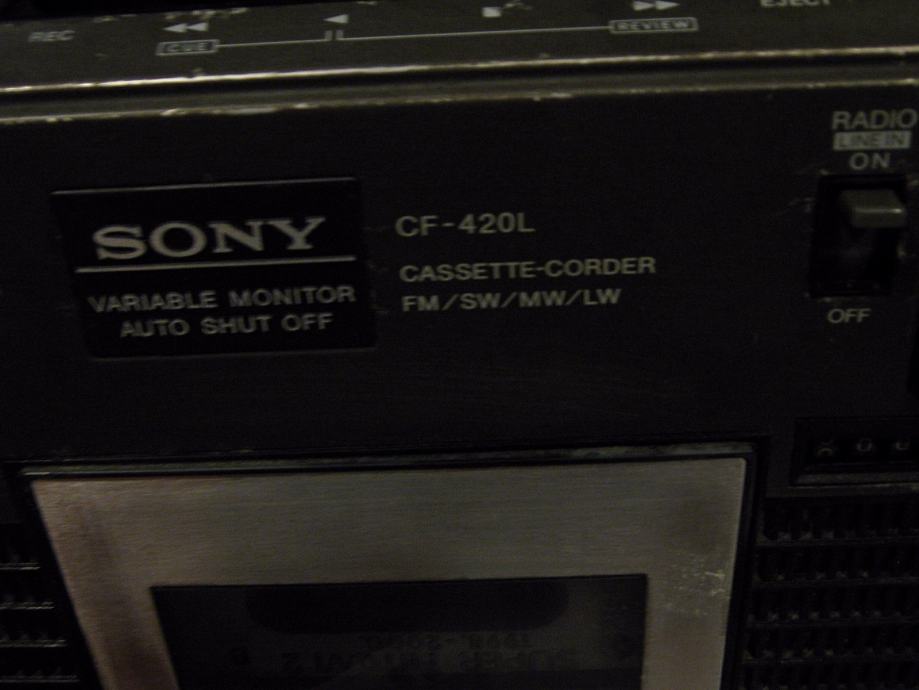 REC
EJECT
CUE
REVIEW
RADIO
LINE IN
ON
OFF
SONY
VARIABLE MONITOR
AUTO SHUT OFF
CF-420L
CASSETTE-CORDER
FM/SW/MW/LW